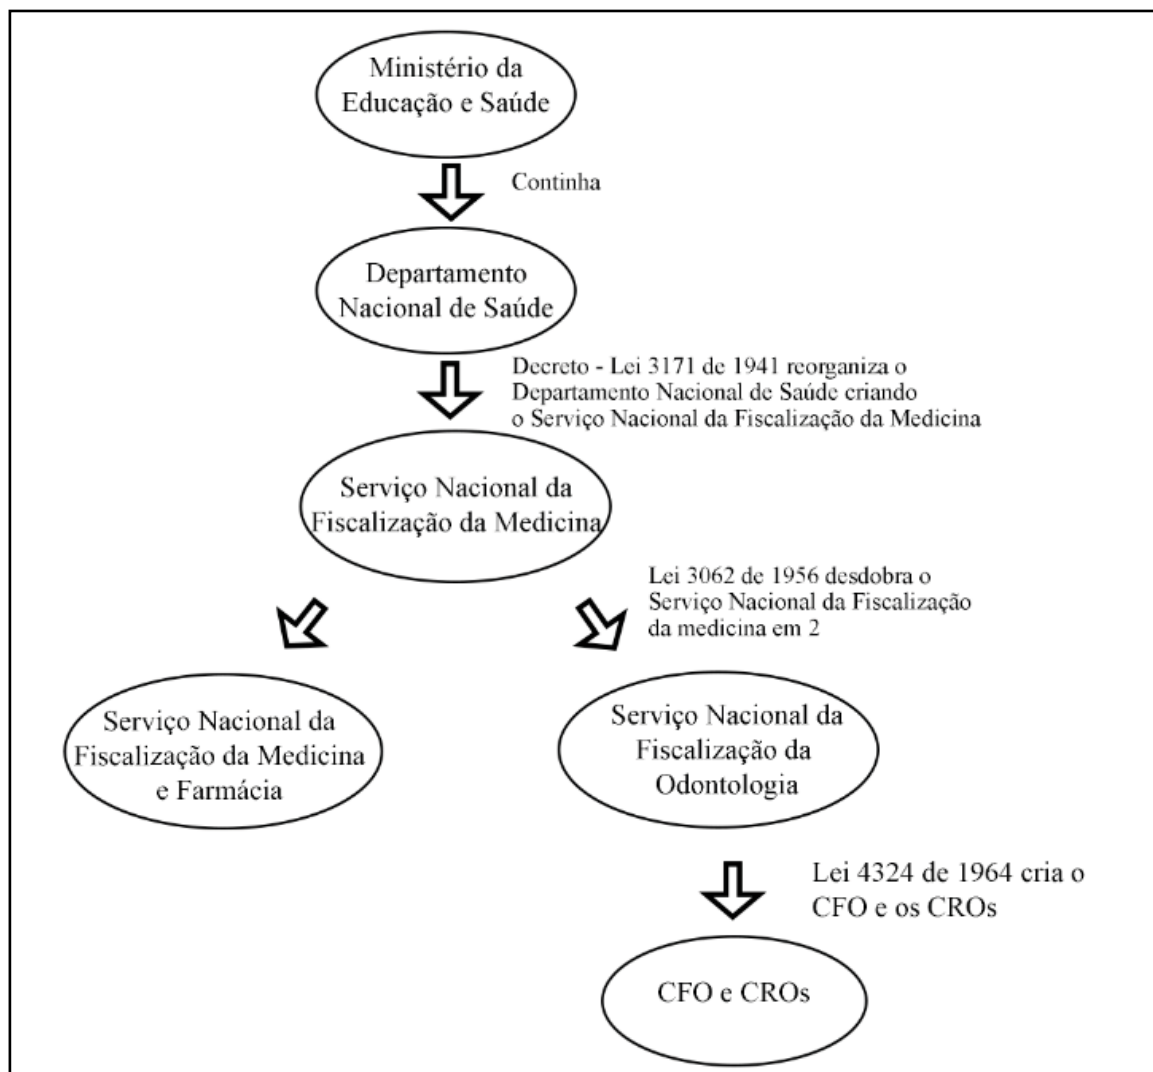 Ministério da
Educação e Saúde
Continha
Departamento
Nacional de Saúde
Decreto - Lei 3171 de 1941 reorganiza o
Departamento Nacional de Saúde criando
o Serviço Nacional da Fiscalização da Medicina
Serviço Nacional da
Fiscalização da Medicina
Lei 3062 de 1956 desdobra o
Serviço Nacional da Fiscalização
da medicina em 2
Serviço Nacional da
Fiscalização da Medicina
e Farmácia
Serviço Nacional da
Fiscalização da
Odontologia
Lei 4324 de 1964 cria o
CFO e os CROs
CFO e CROs